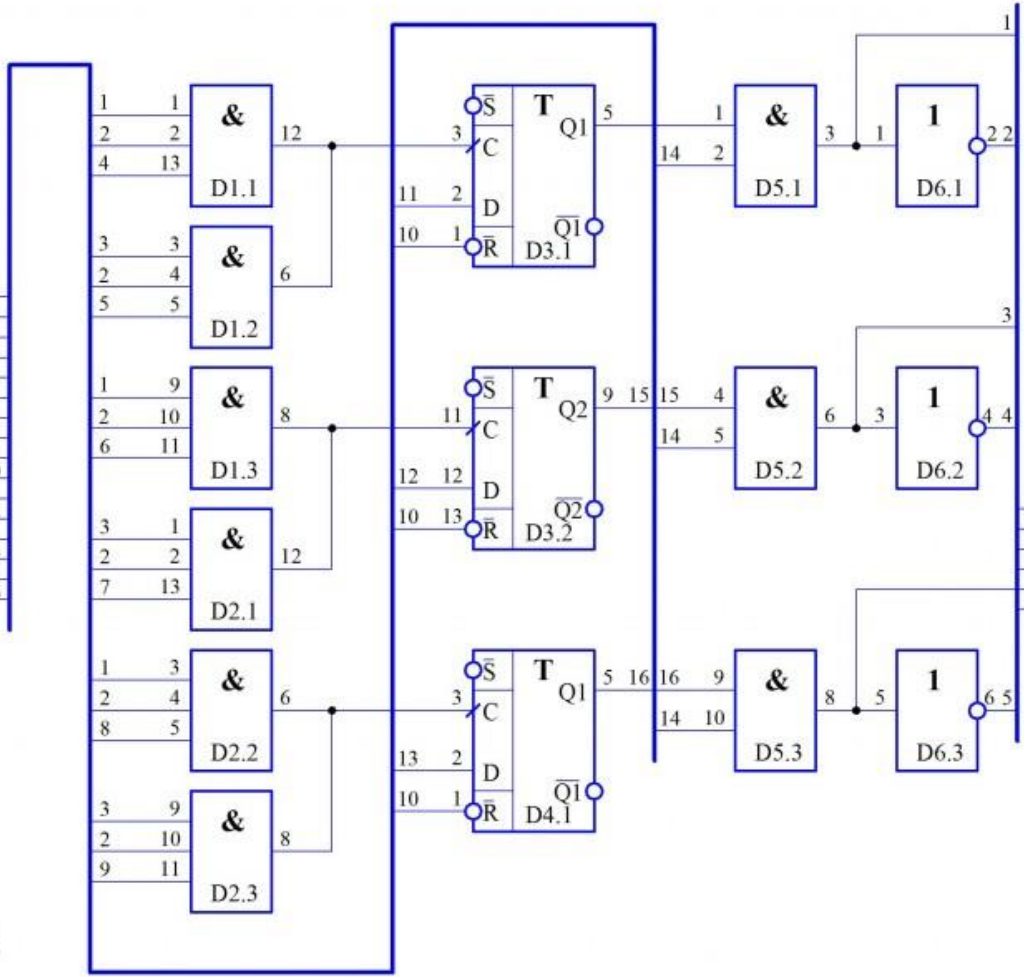 1
1 1 & 12
2 2
4 13
D1.1
3 3 & 6
2 4
5 5
D1.2
1 9 & 8
2 10
6 11
D1.3
3 1 & 12
2 2
7 13
D2.1
1 3 & 6
2 4
8 5
D2.2
3 9 & 8
2 10
9 11
D2.3
S̅ T
3 C Q1 5
11 2 D
10 1 R̅ Q̅1̅
D3.1
S̅ T
11 C Q2 9 15
12 12 D
10 13 R̅ Q̅2̅
D3.2
S̅ T
3 C Q1 5 16
13 2 D
10 1 R̅ Q̅1̅
D4.1
1 & 3
14 2
D5.1
1 1 2 2
D6.1
3
15 4 & 6
14 5
D5.2
3 1 4 4
D6.2
16 9 & 8
14 10
D5.3
5 1 6 5
D6.3